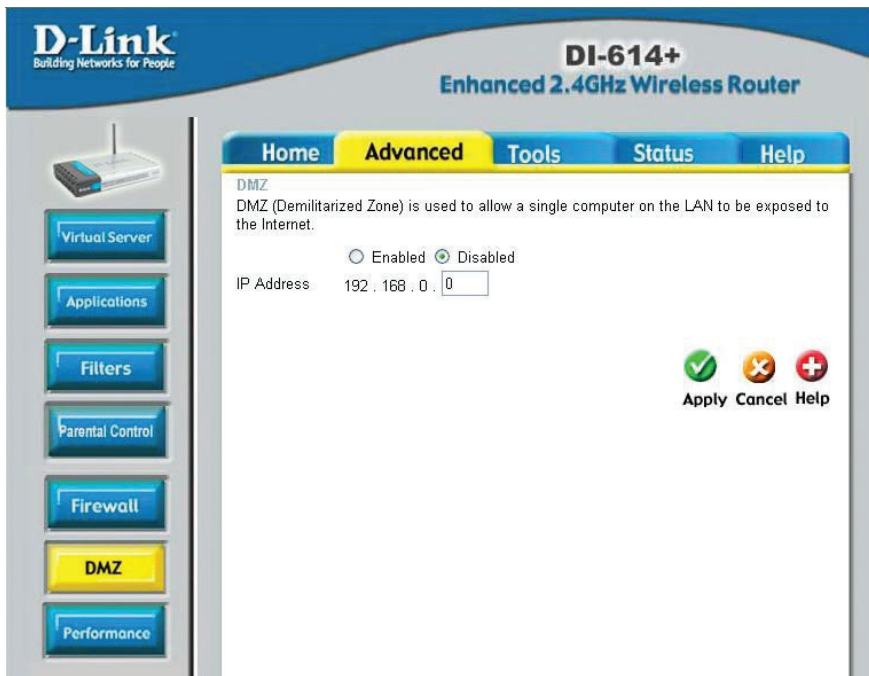 D-Link
Building Networks for People
DI-614+
Enhanced 2.4GHz Wireless Router
Home
Advanced
Tools
Status
Help
Virtual Server
Applications
Filters
Parental Control
Firewall
DMZ
Performance
DMZ
DMZ (Demilitarized Zone) is used to allow a single computer on the LAN to be exposed to
the Internet.
Enabled Disabled
IP Address 192 . 168 . 0 . 0
Apply Cancel Help